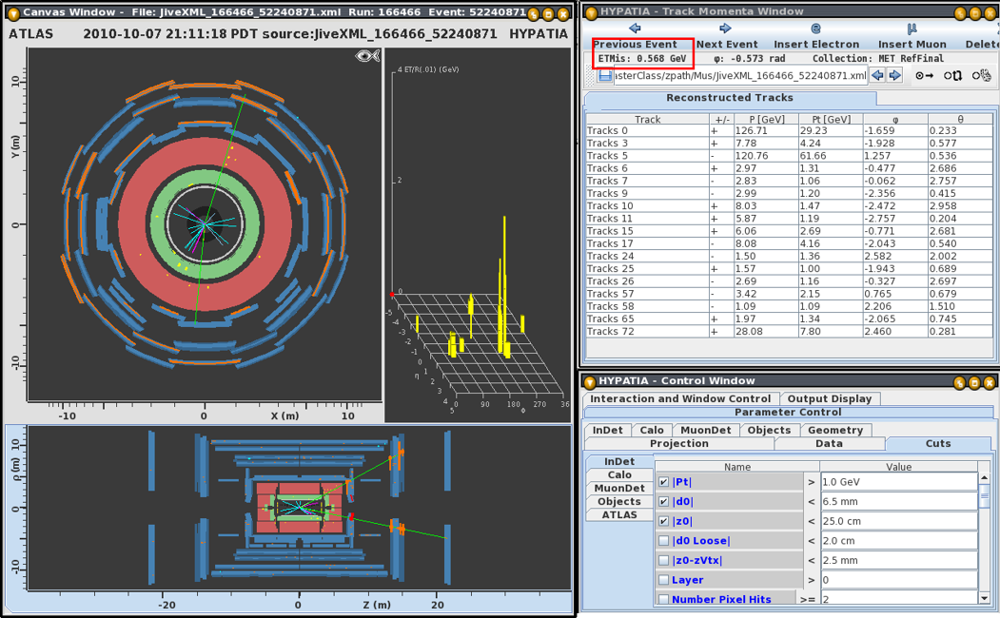 Canvas Window - File: JiveXML_166466_52240871.xml Run: 166466 Event: 52240871
ATLAS 2010-10-07 21:11:18 PDT source:JiveXML_166466_52240871 HYPATIA
10
Y (m)
0
-10
-10 0 X (m) 10
4 ET/R(.01) (GeV)
2
0
-5
-4
-3
-2
-1
η 0
1
2
3
4
5
0 90 180 270 36
Φ
10
ρ (m)
0
-10
-20 0 Z (m) 20
HYPATIA - Track Momenta Window
Previous Event Next Event Insert Electron Insert Muon Delete
ETMis: 0.568 GeV φ: -0.573 rad Collection: MET RefFinal
asterClass/zpath/Mus/JiveXML_166466_52240871.xml
Reconstructed Tracks
Track +/- P [GeV] Pt [GeV] φ θ
Tracks 0 + 126.71 29.23 -1.659 0.233
Tracks 3 + 7.78 4.24 -1.928 0.577
Tracks 5 - 120.76 61.66 1.257 0.536
Tracks 6 + 2.97 1.31 -0.477 2.686
Tracks 7 - 2.83 1.06 -0.062 2.757
Tracks 9 - 2.99 1.20 -2.356 0.415
Tracks 10 + 8.03 1.47 -2.472 2.958
Tracks 11 + 5.87 1.19 -2.757 0.204
Tracks 15 + 6.06 2.69 -0.771 2.681
Tracks 17 - 8.08 4.16 -2.043 0.540
Tracks 24 - 1.50 1.36 2.582 2.002
Tracks 25 + 1.57 1.00 -1.943 0.689
Tracks 26 - 2.69 1.16 -0.327 2.697
Tracks 57 - 3.42 2.15 0.765 0.679
Tracks 58 - 1.09 1.09 2.206 1.510
Tracks 65 + 1.97 1.34 -2.065 0.745
Tracks 72 + 28.08 7.80 2.460 0.281
HYPATIA - Control Window
Interaction and Window Control Output Display
Parameter Control
InDet Calo MuonDet Objects Geometry
Projection Data Cuts
InDet
Calo
MuonDet
Objects
ATLAS
Name Value
|Pt| > 1.0 GeV
|d0| < 6.5 mm
|z0| < 25.0 cm
|d0 Loose| < 2.0 cm
|z0-zVtx| < 2.5 mm
Layer > 0
Number Pixel Hits >= 2